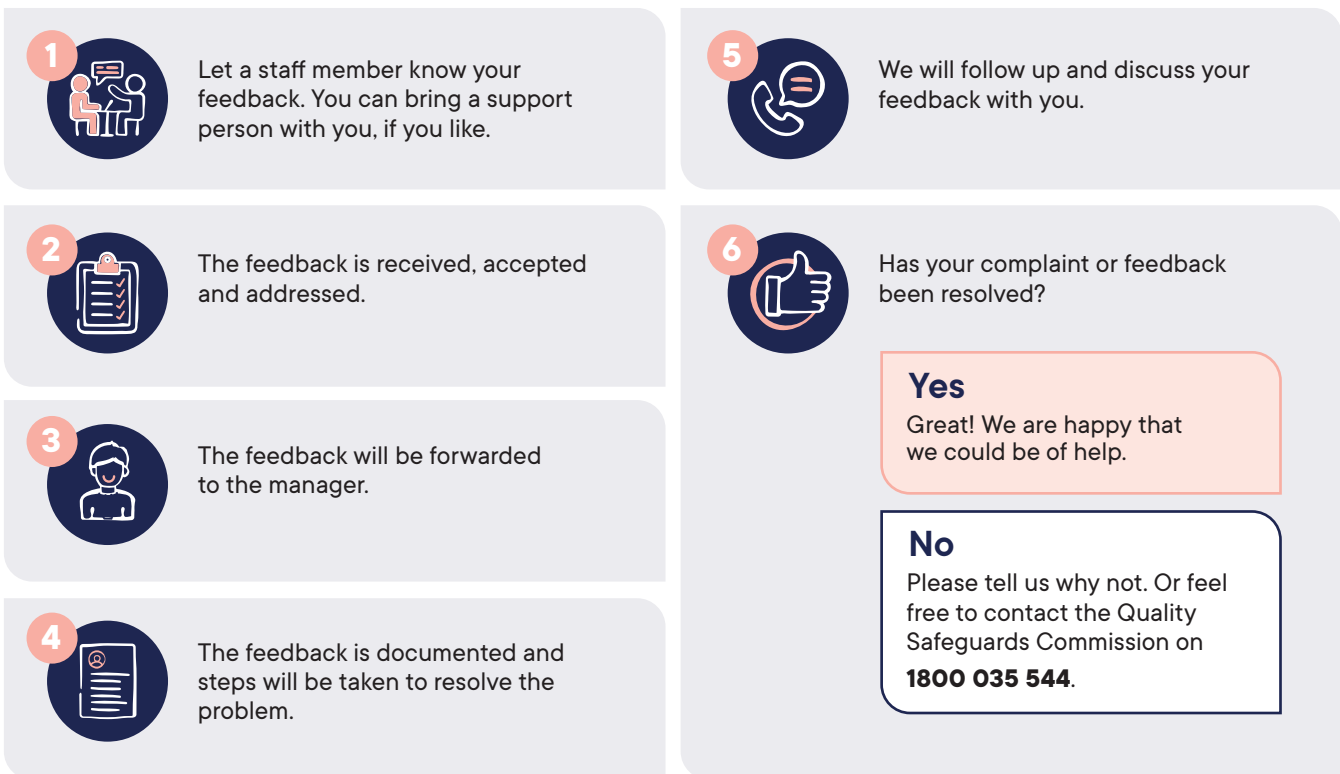 1
Let a staff member know your
feedback. You can bring a support
person with you, if you like.
2
The feedback is received, accepted
and addressed.
3
The feedback will be forwarded
to the manager.
4
The feedback is documented and
steps will be taken to resolve the
problem.
5
We will follow up and discuss your
feedback with you.
6
Has your complaint or feedback
been resolved?
Yes
Great! We are happy that
we could be of help.
No
Please tell us why not. Or feel
free to contact the Quality
Safeguards Commission on
1800 035 544.